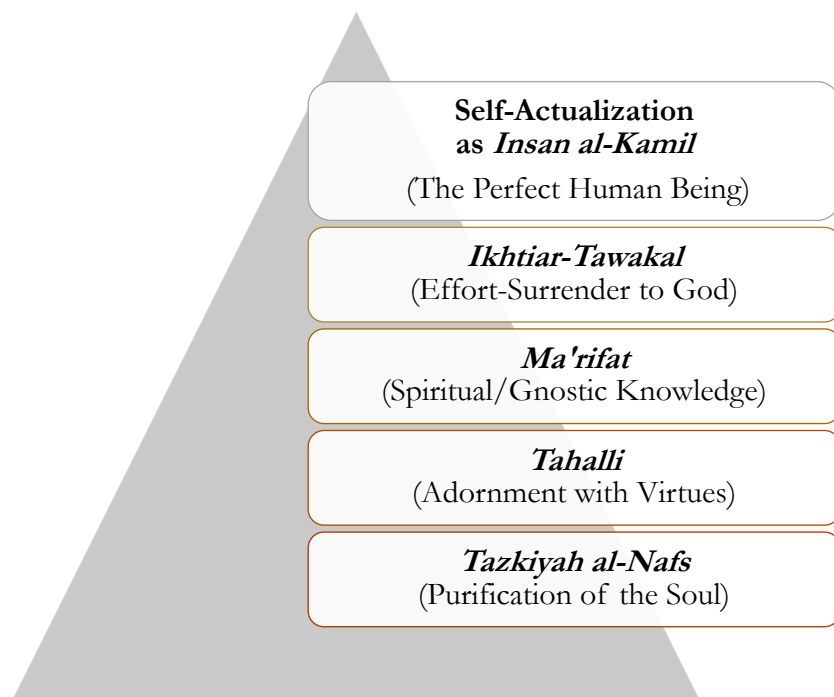 Self-Actualization
as Insan al-Kamil
(The Perfect Human Being)
Ikhtiar-Tawakal
(Effort-Surrender to God)
Ma'rifat
(Spiritual/Gnostic Knowledge)
Tahalli
(Adornment with Virtues)
Tazkiyah al-Nafs
(Purification of the Soul)